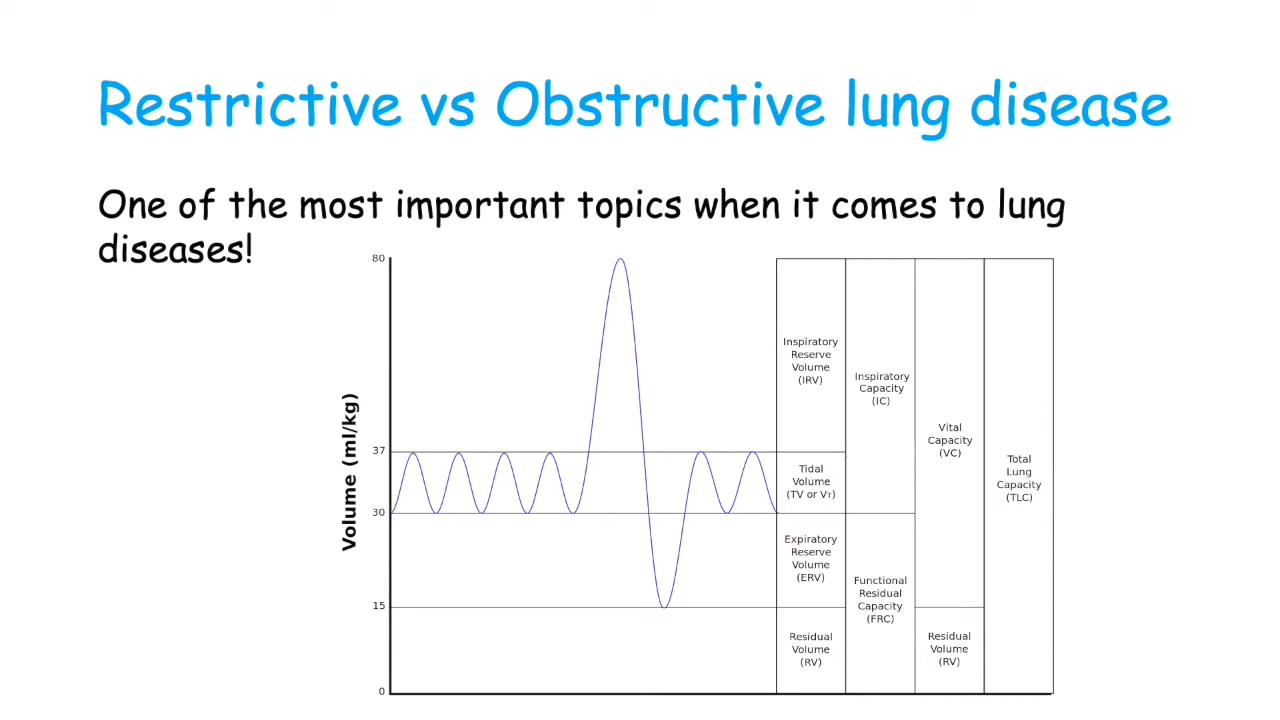 Restrictive vs Obstructive lung disease
One of the most important topics when it comes to lung
diseases!
Volume (ml/kg)
80
37
30
15
0
Inspiratory
Reserve
Volume
(IRV)
Tidal
Volume
(TV or VT)
Expiratory
Reserve
Volume
(ERV)
Residual
Volume
(RV)
Inspiratory
Capacity
(IC)
Functional
Residual
Capacity
(FRC)
Vital
Capacity
(VC)
Residual
Volume
(RV)
Total
Lung
Capacity
(TLC)